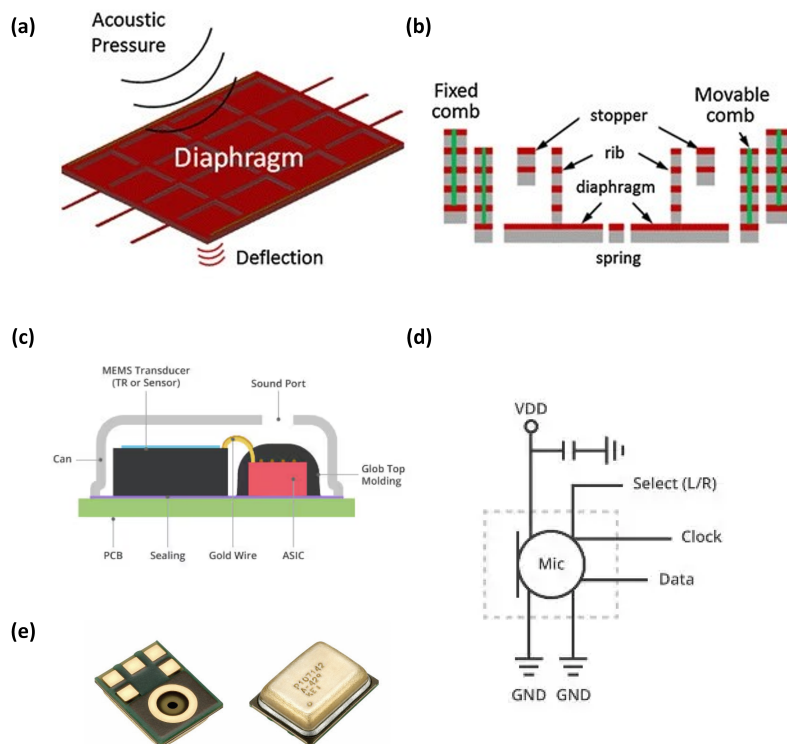 (a)
Acoustic
Pressure
Diaphragm
Deflection
(b)
Fixed
comb
stopper
Movable
comb
rib
diaphragm
spring
(c)
MEMS Transducer
(TR or Sensor)
Sound Port
Can
Glob Top
Molding
PCB
Sealing
Gold Wire
ASIC
(d)
VDD
Select (L/R)
Clock
Mic
Data
GND
GND
(e)
P107142